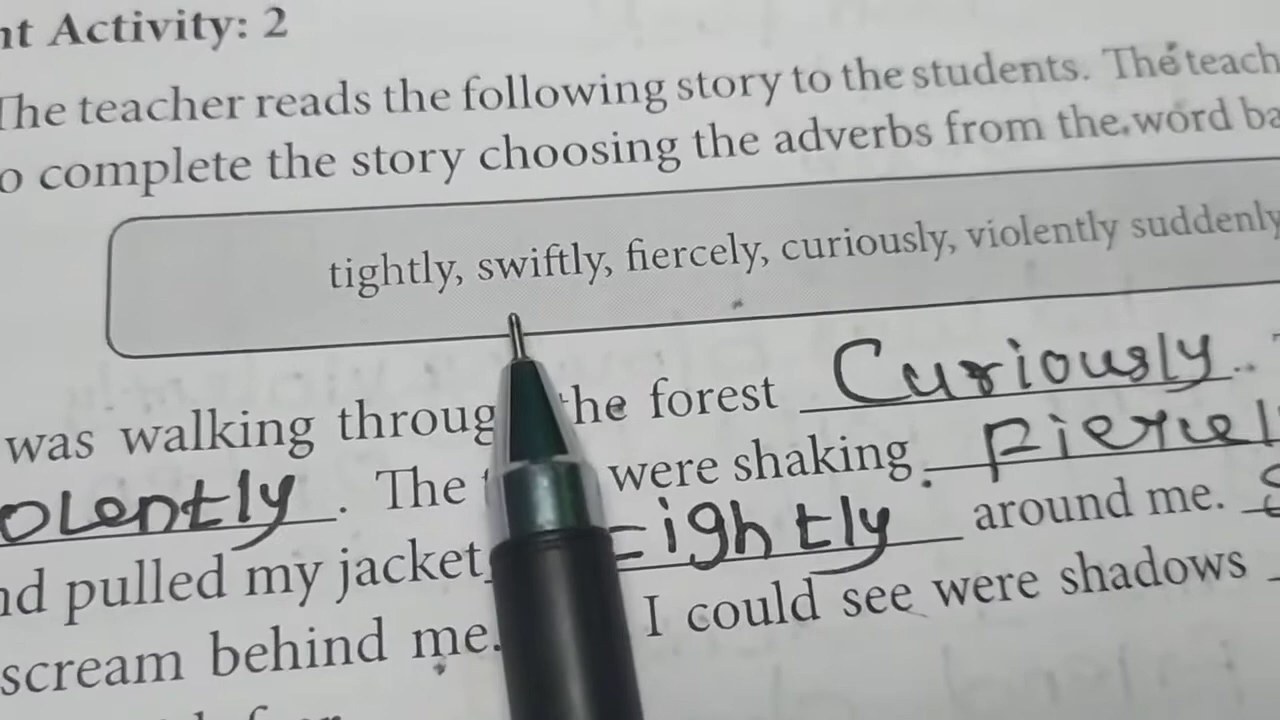 nt Activity: 2
The teacher reads the following story to the students. The teach
o complete the story choosing the adverbs from the word ba
tightly, swiftly, fiercely, curiously, violently suddenly
was walking throug the forest Curiously.
olently. The were shaking fiercel
nd pulled my jacket tightly around me.
scream behind me. I could see were shadows